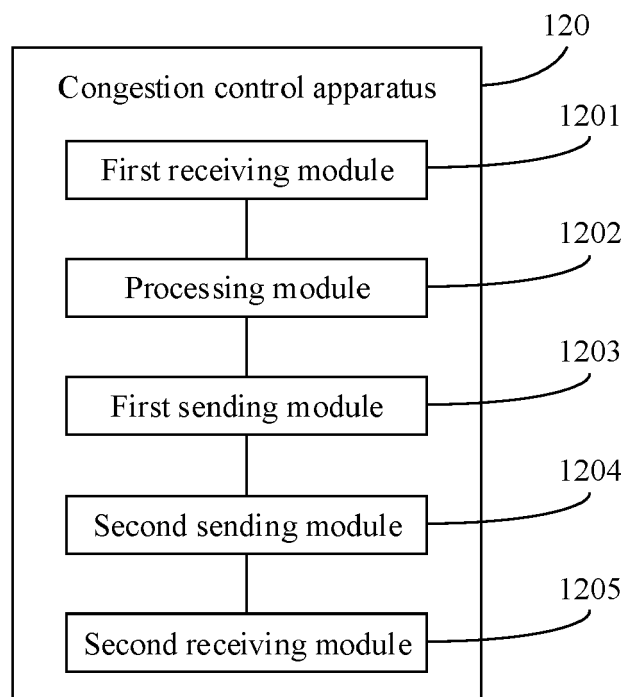 120
Congestion control apparatus
1201
First receiving module
1202
Processing module
1203
First sending module
1204
Second sending module
1205
Second receiving module